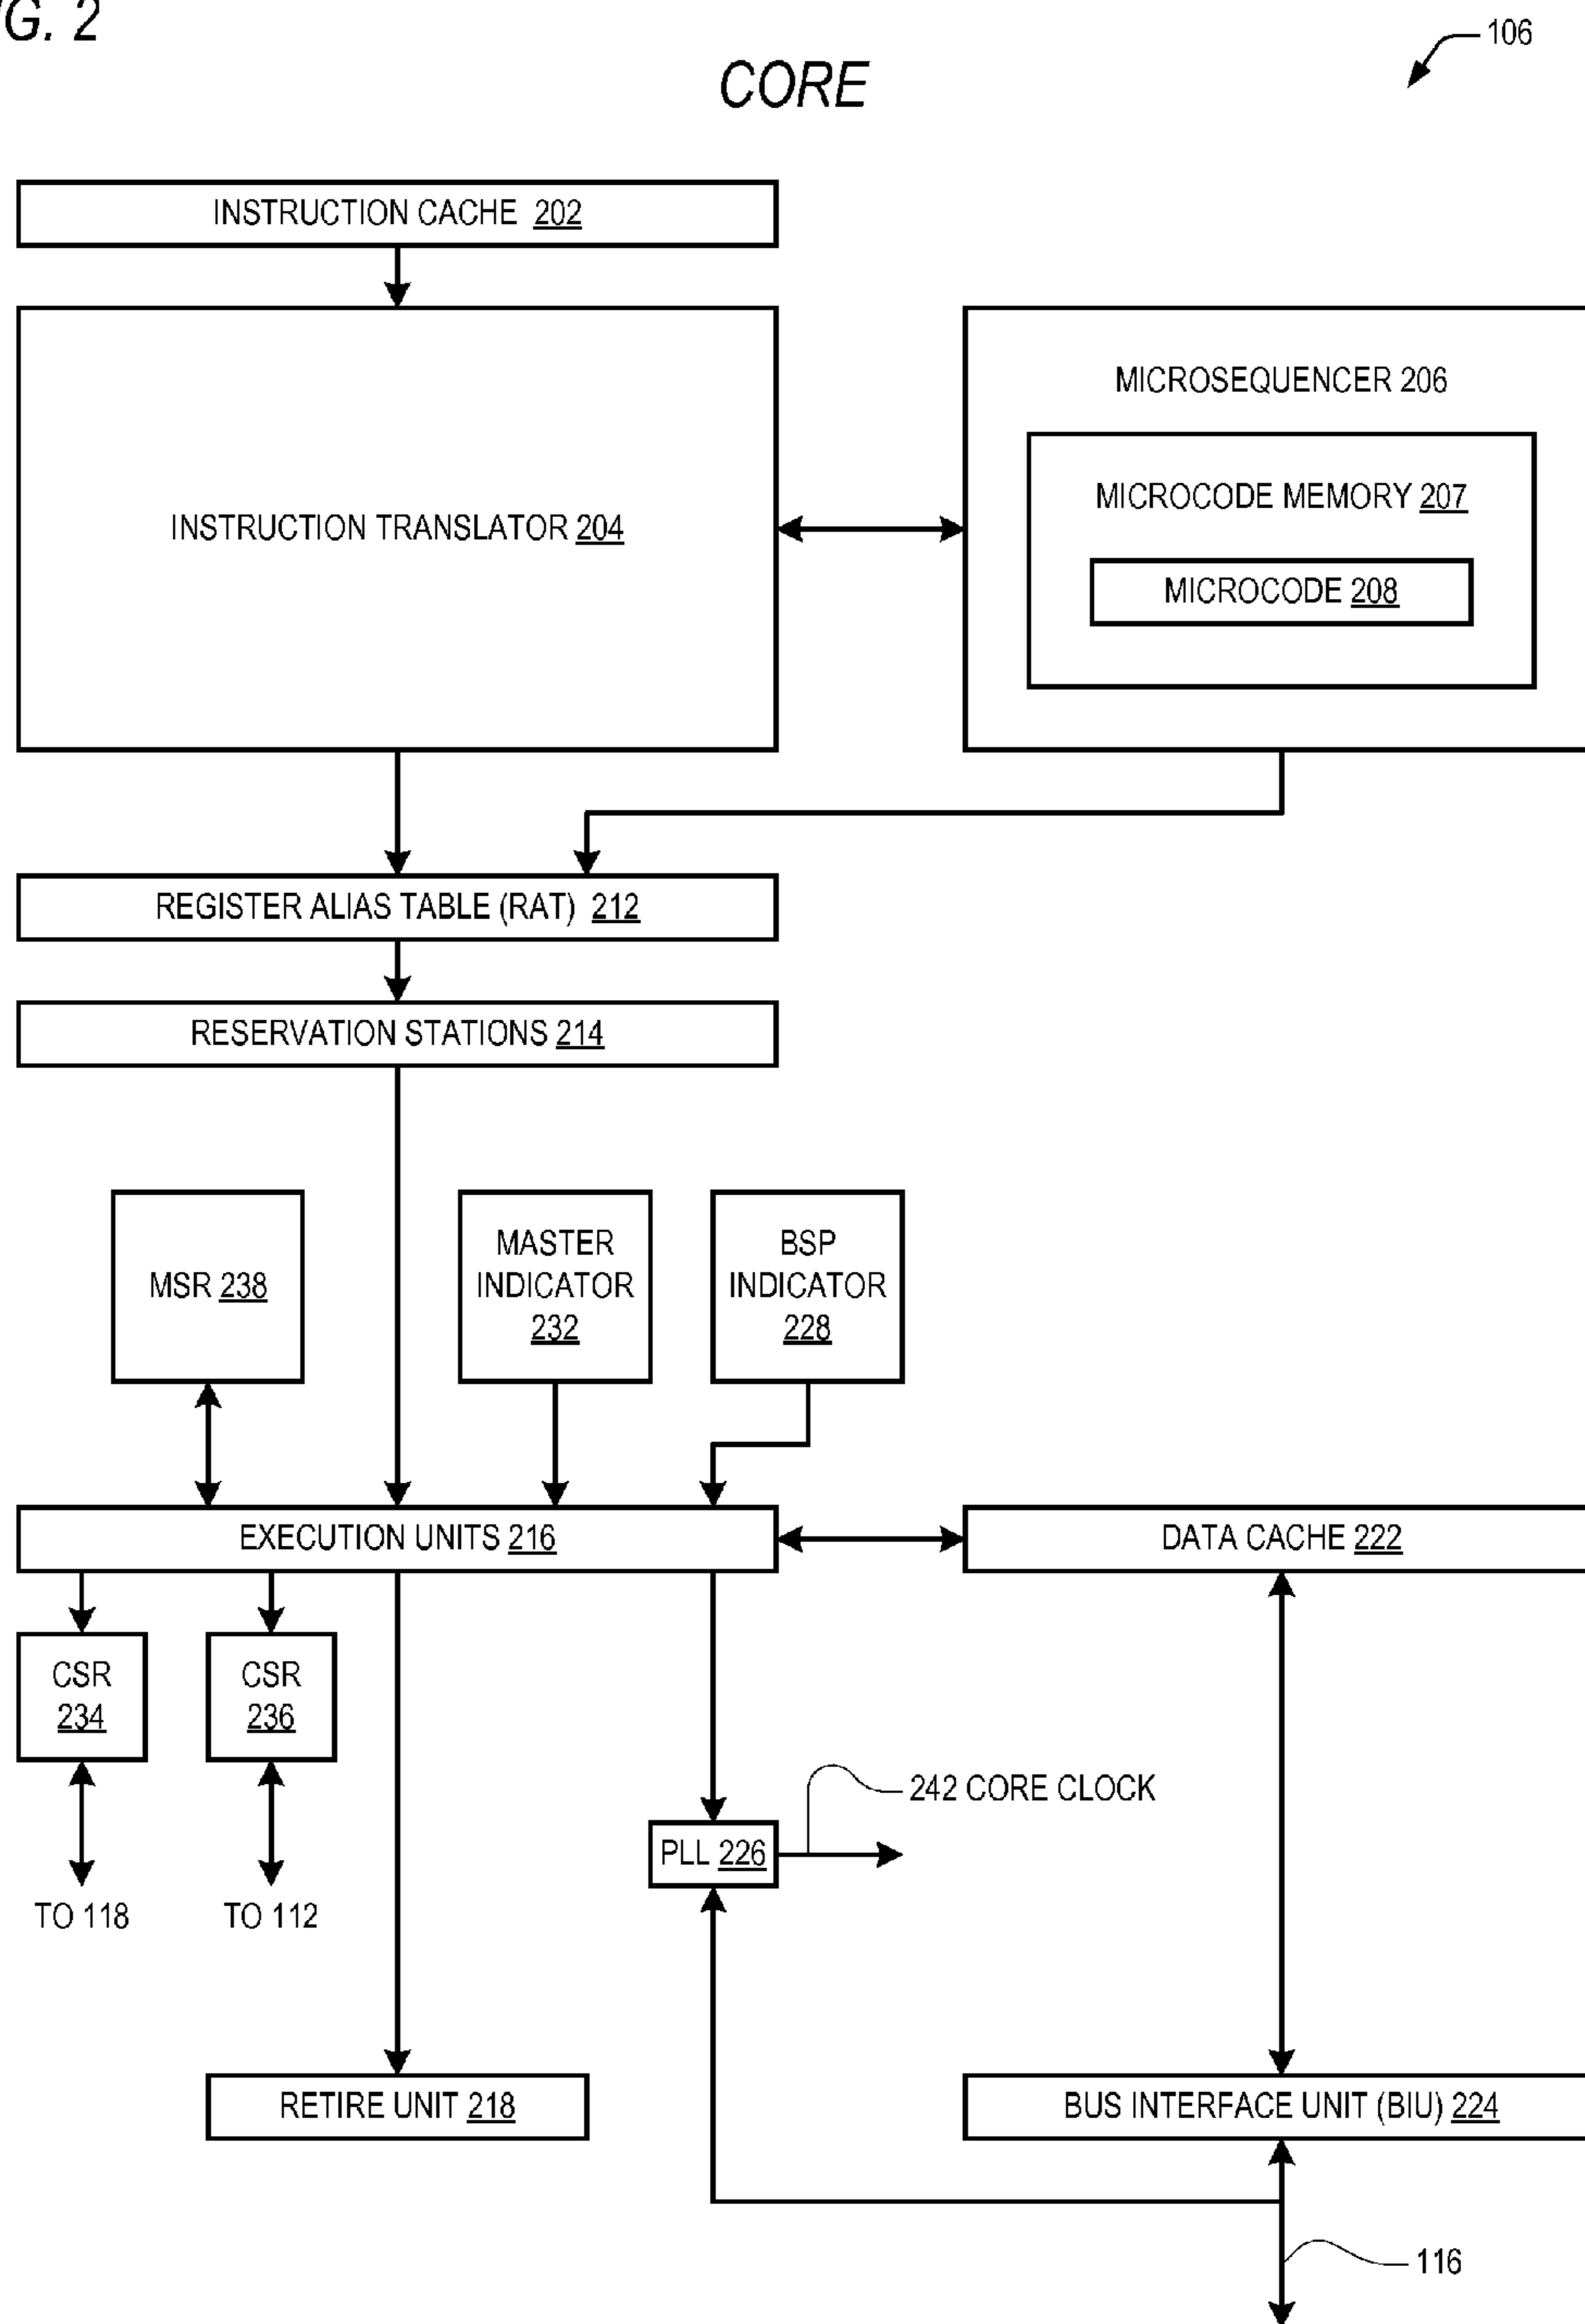 G. 2
106
CORE
INSTRUCTION CACHE 202
MICROSEQUENCER 206
MICROCODE MEMORY 207
INSTRUCTION TRANSLATOR 204
MICROCODE 208
REGISTER ALIAS TABLE (RAT) 212
RESERVATION STATIONS 214
MSR 238
MASTER
INDICATOR
232
BSP
INDICATOR
228
EXECUTION UNITS 216
DATA CACHE 222
CSR
234
CSR
236
242 CORE CLOCK
PLL 226
TO 118
TO 112
RETIRE UNIT 218
BUS INTERFACE UNIT (BIU) 224
116